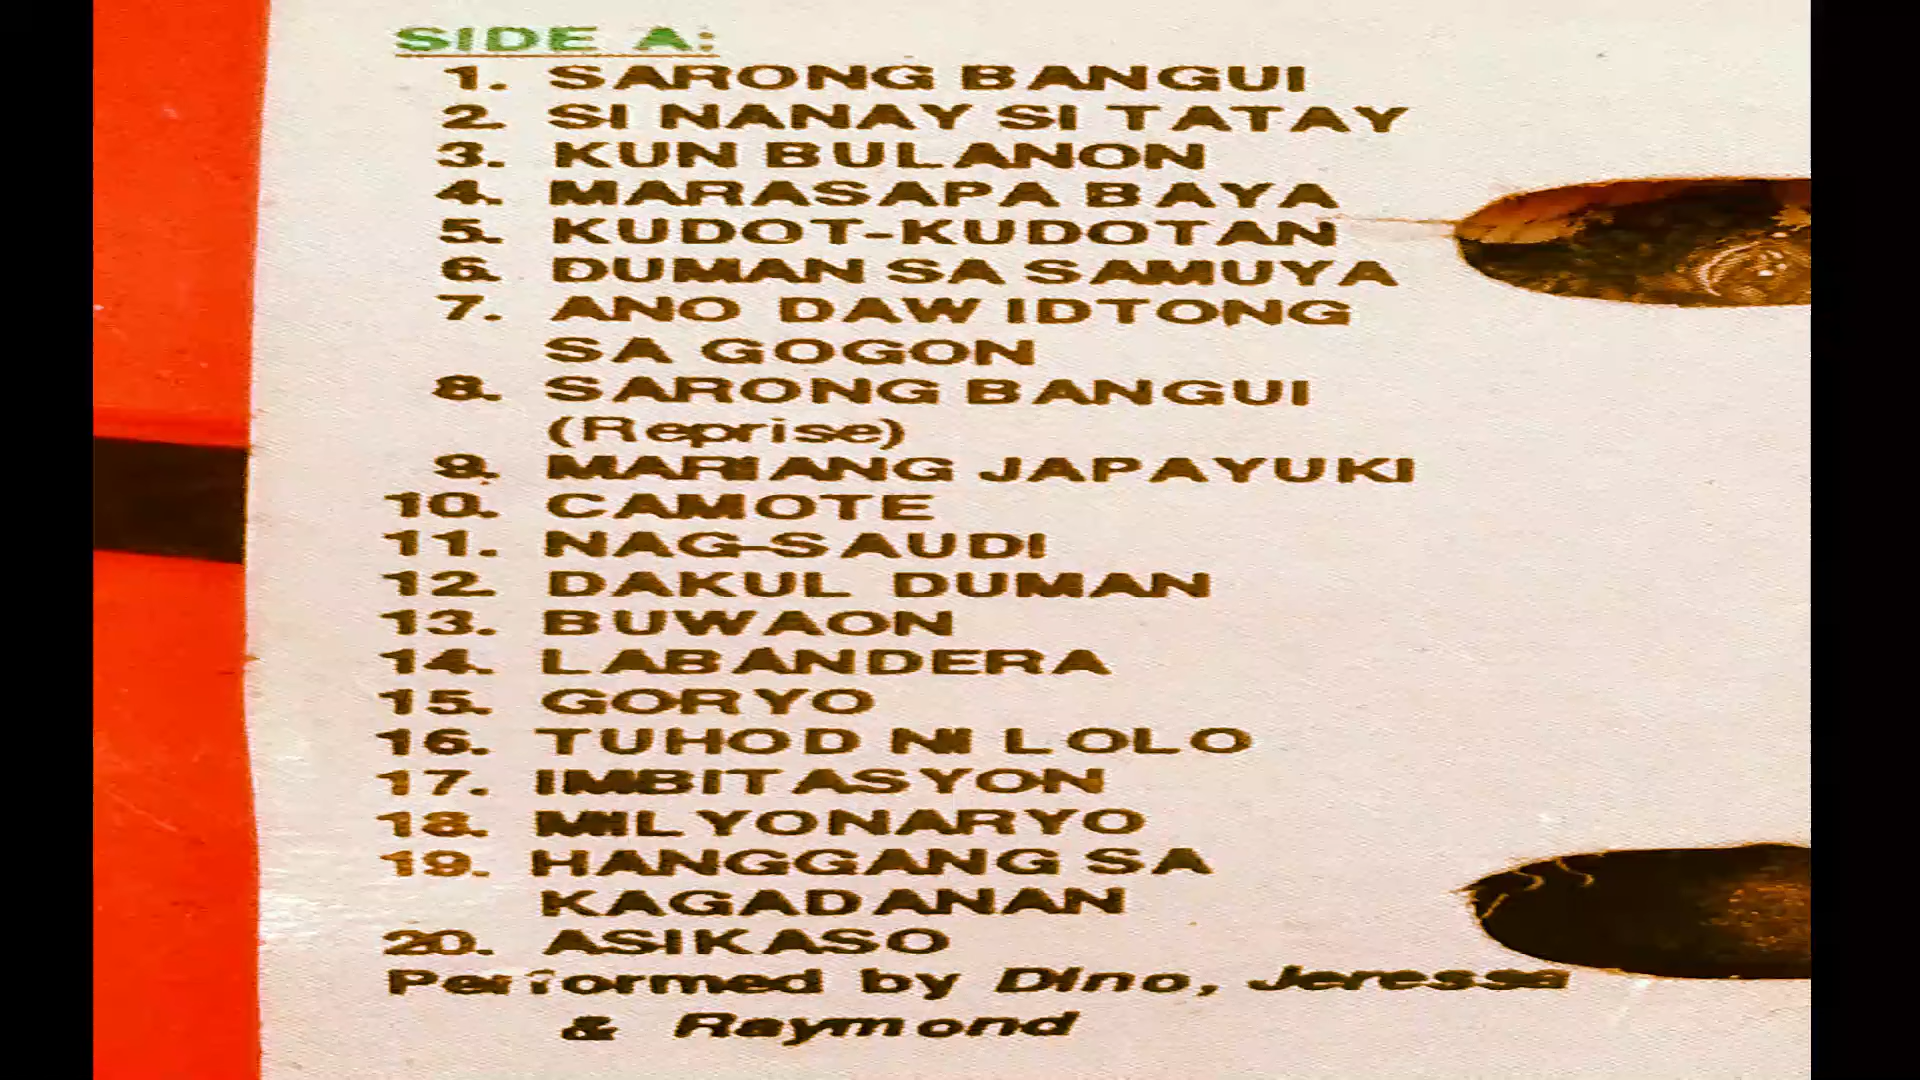 SIDE A:
1. SARONG BANGUI
2. SI NANAY SI TATAY
3. KUN BULANON
4. MARASAPA BAYA
5. KUDOT-KUDOTAN
6. DUMAN SA SAMUYA
7. ANO DAW IDTONG
SA GOGON
8. SARONG BANGUI
(Reprise)
9. MARIANG JAPAYUKI
10. CAMOTE
11. NAG-SAUDI
12. DAKUL DUMAN
13. BUWAON
14. LABANDERA
15. GORYO
16. TUHOD NI LOLO
17. IMBITASYON
18. MILYONARYO
19. HANGGANG SA
KAGADANAN
20. ASIKASO
Performed by Dino, Jeressa
& Raymond